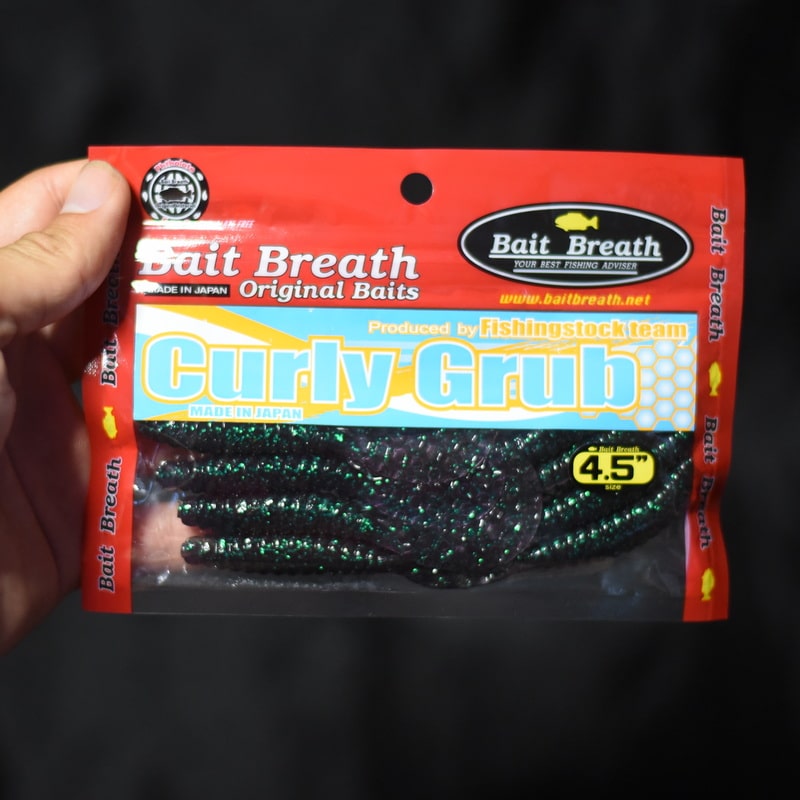 Bait Breath
YOUR BEST FISHING ADVISER
www.baitbreath.net
Bait Breath
MADE IN JAPAN
Original Baits
Produced by Fishingstock team
Curly Grub
MADE IN JAPAN
Bait Breath
4.5”
size
Bait Breath
Bait Breath
Bait Breath
Bait Breath